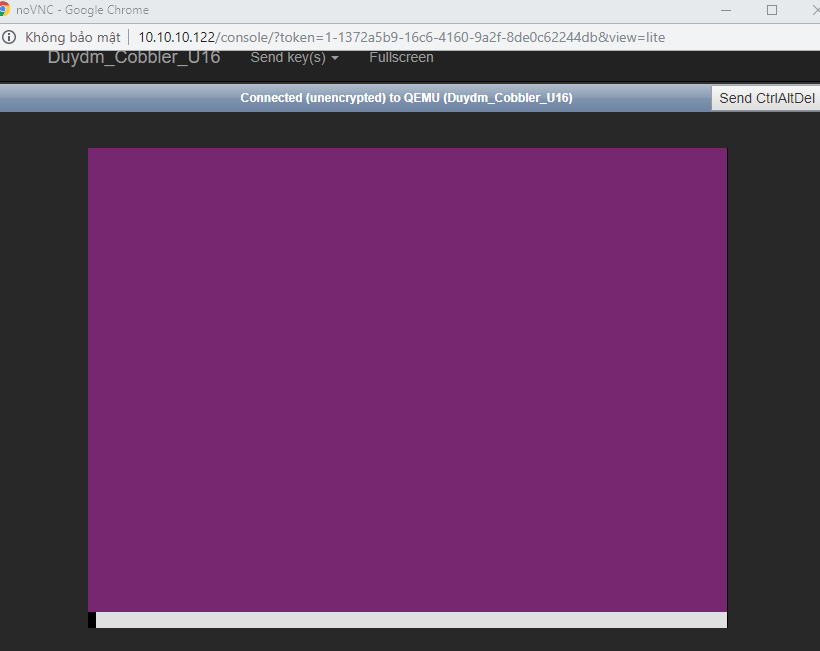 noVNC - Google Chrome
Không bảo mật 10.10.10.122/console/?token=1-1372a5b9-16c6-4160-9a2f-8de0c62244db&view=lite
Duydm_Cobbler_U16 Send key(s) Fullscreen
Connected (unencrypted) to QEMU (Duydm_Cobbler_U16) Send CtrlAltDel